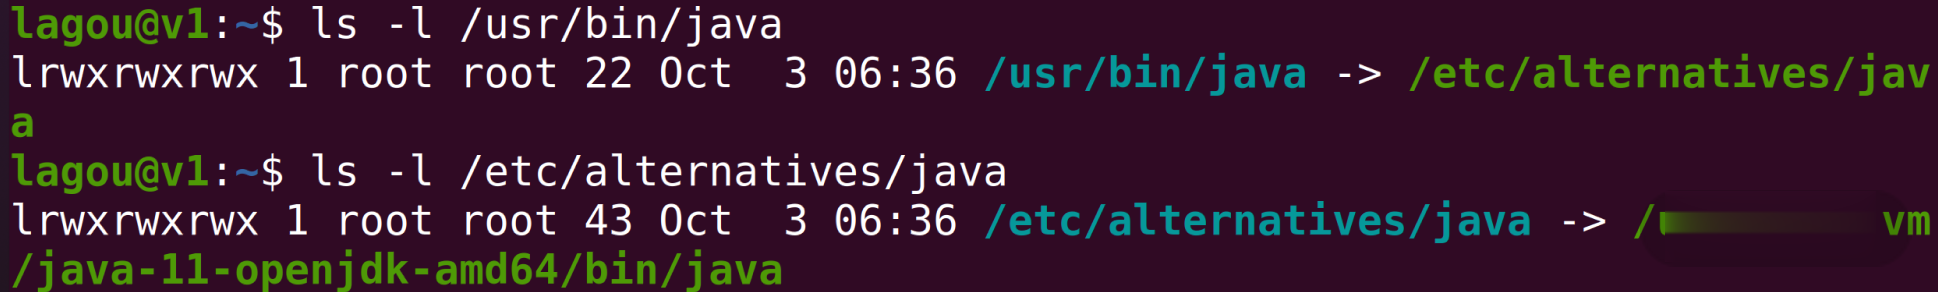 lagou@v1:~$ ls -l /usr/bin/java
lrwxrwxrwx 1 root root 22 Oct  3 06:36 /usr/bin/java -> /etc/alternatives/jav
a
lagou@v1:~$ ls -l /etc/alternatives/java
lrwxrwxrwx 1 root root 43 Oct  3 06:36 /etc/alternatives/java -> / vm
/java-11-openjdk-amd64/bin/java